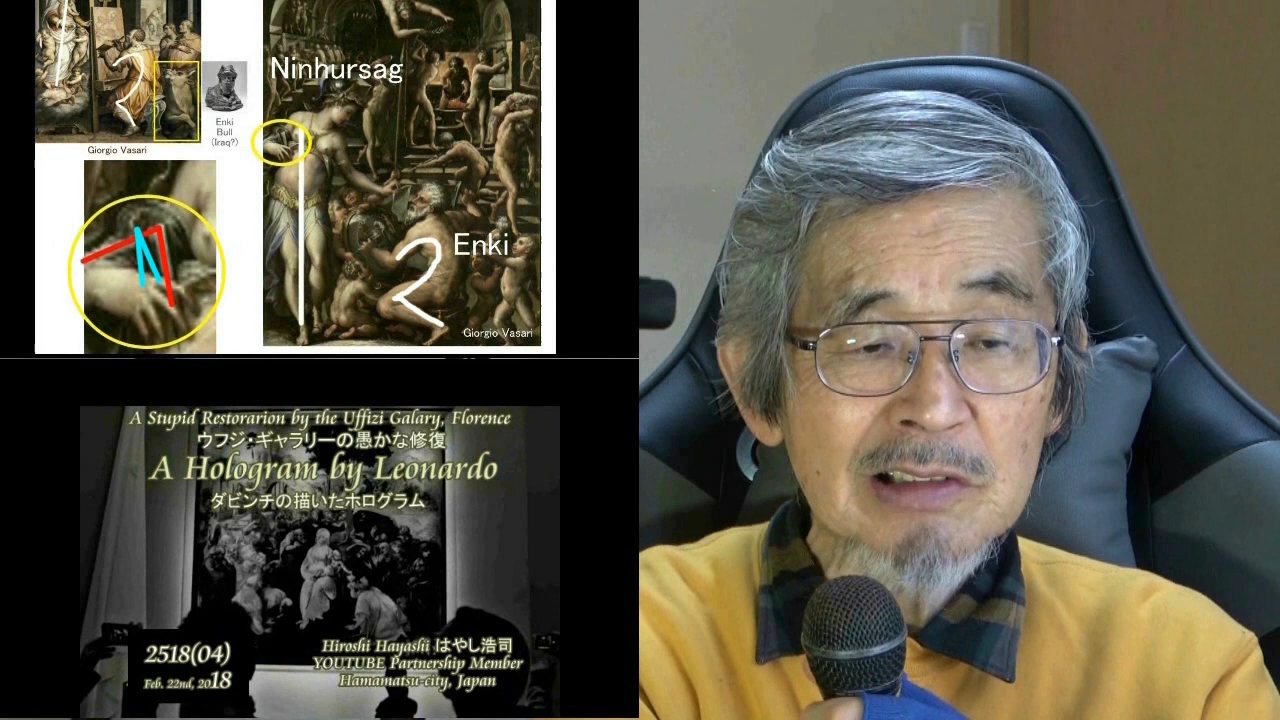 Ninhursag
Enki
Bull
(Iraq?)
Giorgio Vasari
Enki
Giorgio Vasari
A Stupid Restorarion by the Uffizi Galary, Florence
ウフジ・ギャラリーの愚かな修復
A Hologram by Leonardo
ダビンチの描いたホログラム
2518(04)
Feb. 22nd, 2018
Hiroshi Hayashi はやし浩司
YOUTUBE Partnership Member
Hamamatsu-city, Japan